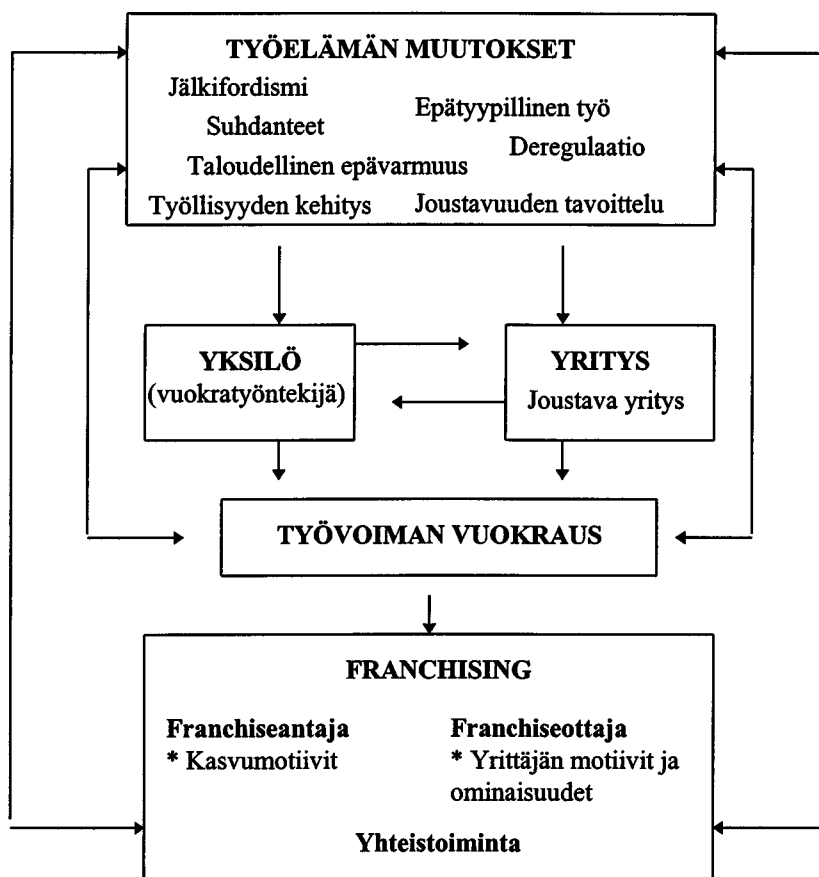 TYÖELÄMÄN MUUTOKSET
Jälkifordismi
Epätyypillinen työ
Suhdanteet
Deregulaatio
Taloudellinen epävarmuus
Työllisyyden kehitys
Joustavuuden tavoittelu
YKSILÖ
(vuokratyöntekijä)
YRITYS
Joustava yritys
TYÖVOIMAN VUOKRAUS
FRANCHISING
Franchiseantaja
* Kasvumotiivit
Franchiseottaja
* Yrittäjän motiivit ja
ominaisuudet
Yhteistoiminta